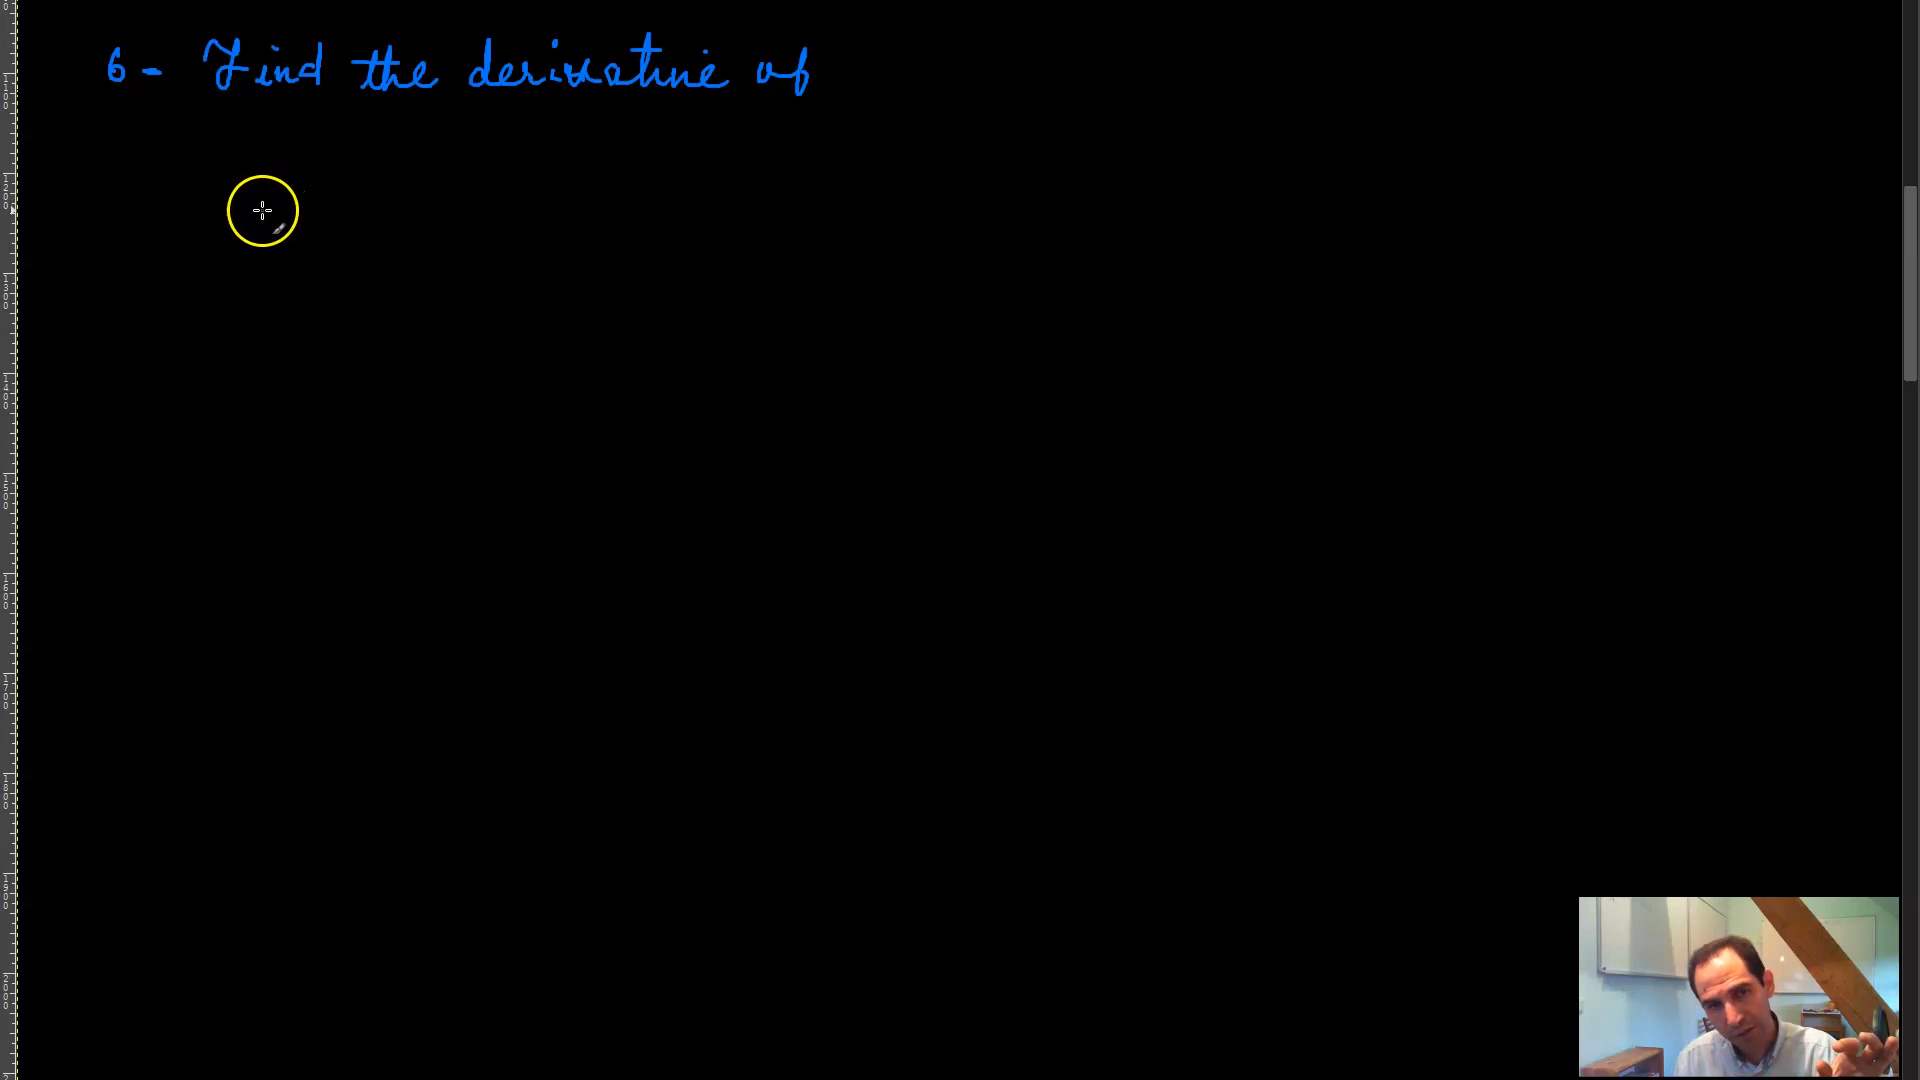 6- Find the derivative of